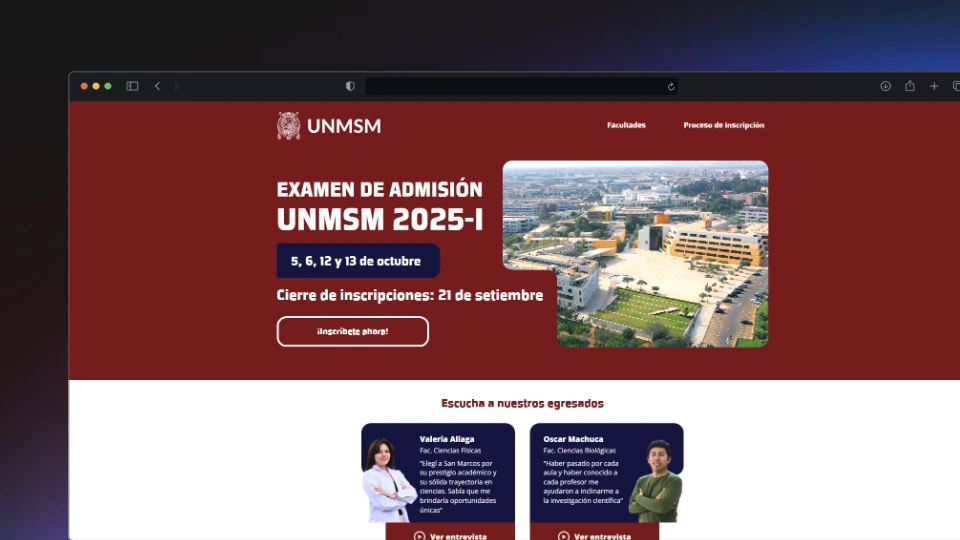 UNMSM
Facultades
Proceso de inscripción
EXAMEN DE ADMISIÓN
UNMSM 2025-I
5, 6, 12 y 13 de octubre
Cierre de inscripciones: 21 de setiembre
¡Inscríbete ahora!
Escucha a nuestros egresados
Valeria Aliaga
Fac. Ciencias Físicas
"Elegí a San Marcos por
su prestigio académico y
su sólida trayectoria en
ciencias. Sabía que me
brindaría oportunidades
únicas"
Ver entrevista
Oscar Machuca
Fac. Ciencias Biológicas
"Haber pasado por cada
aula y haber conocido a
cada profesor me
ayudaron a inclinarme a
la investigación científica"
Ver entrevista